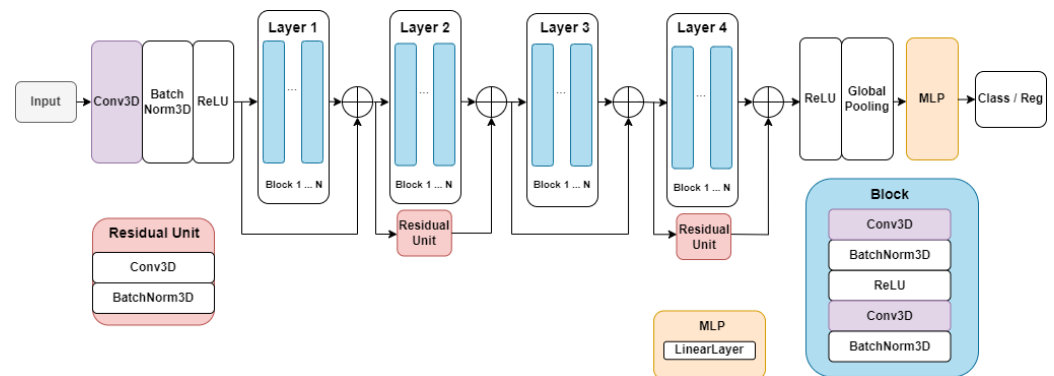 Input
Conv3D
Batch
Norm3D
ReLU
Layer 1
...
Block 1 ... N
Layer 2
...
Block 1 ... N
Layer 3
...
Block 1 ... N
Layer 4
...
Block 1 ... N
ReLU
Global
Pooling
MLP
Class / Reg
Residual
Unit
Residual
Unit
Residual Unit
Conv3D
BatchNorm3D
MLP
LinearLayer
Block
Conv3D
BatchNorm3D
ReLU
Conv3D
BatchNorm3D